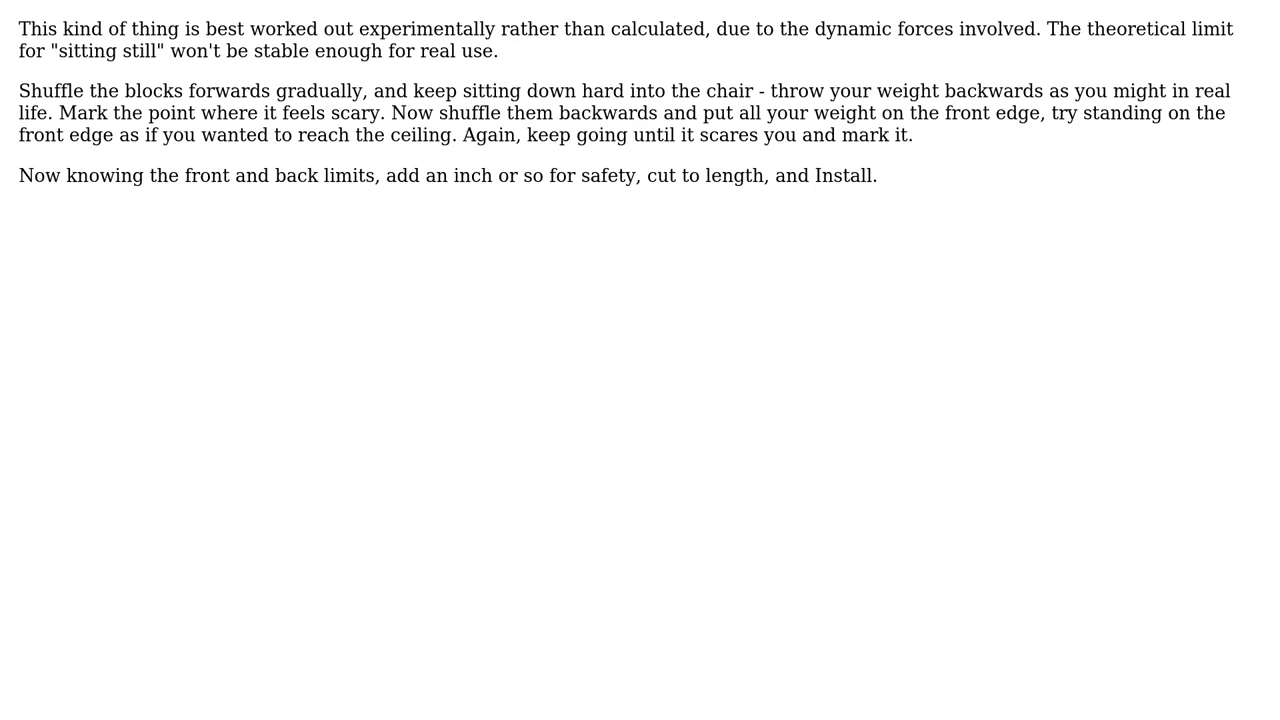 This kind of thing is best worked out experimentally rather than calculated, due to the dynamic forces involved. The theoretical limit
for "sitting still" won't be stable enough for real use.
Shuffle the blocks forwards gradually, and keep sitting down hard into the chair - throw your weight backwards as you might in real
life. Mark the point where it feels scary. Now shuffle them backwards and put all your weight on the front edge, try standing on the
front edge as if you wanted to reach the ceiling. Again, keep going until it scares you and mark it.
Now knowing the front and back limits, add an inch or so for safety, cut to length, and Install.